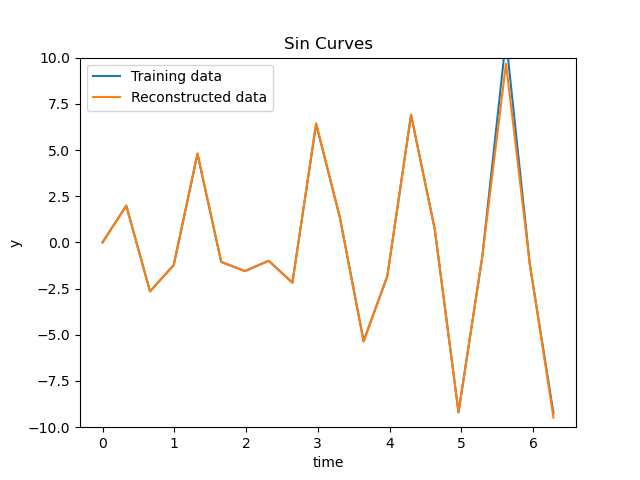 Sin Curves
Training data
Reconstructed data
10.0
7.5
5.0
2.5
0.0
−2.5
−5.0
−7.5
−10.0
y
0 1 2 3 4 5 6
time